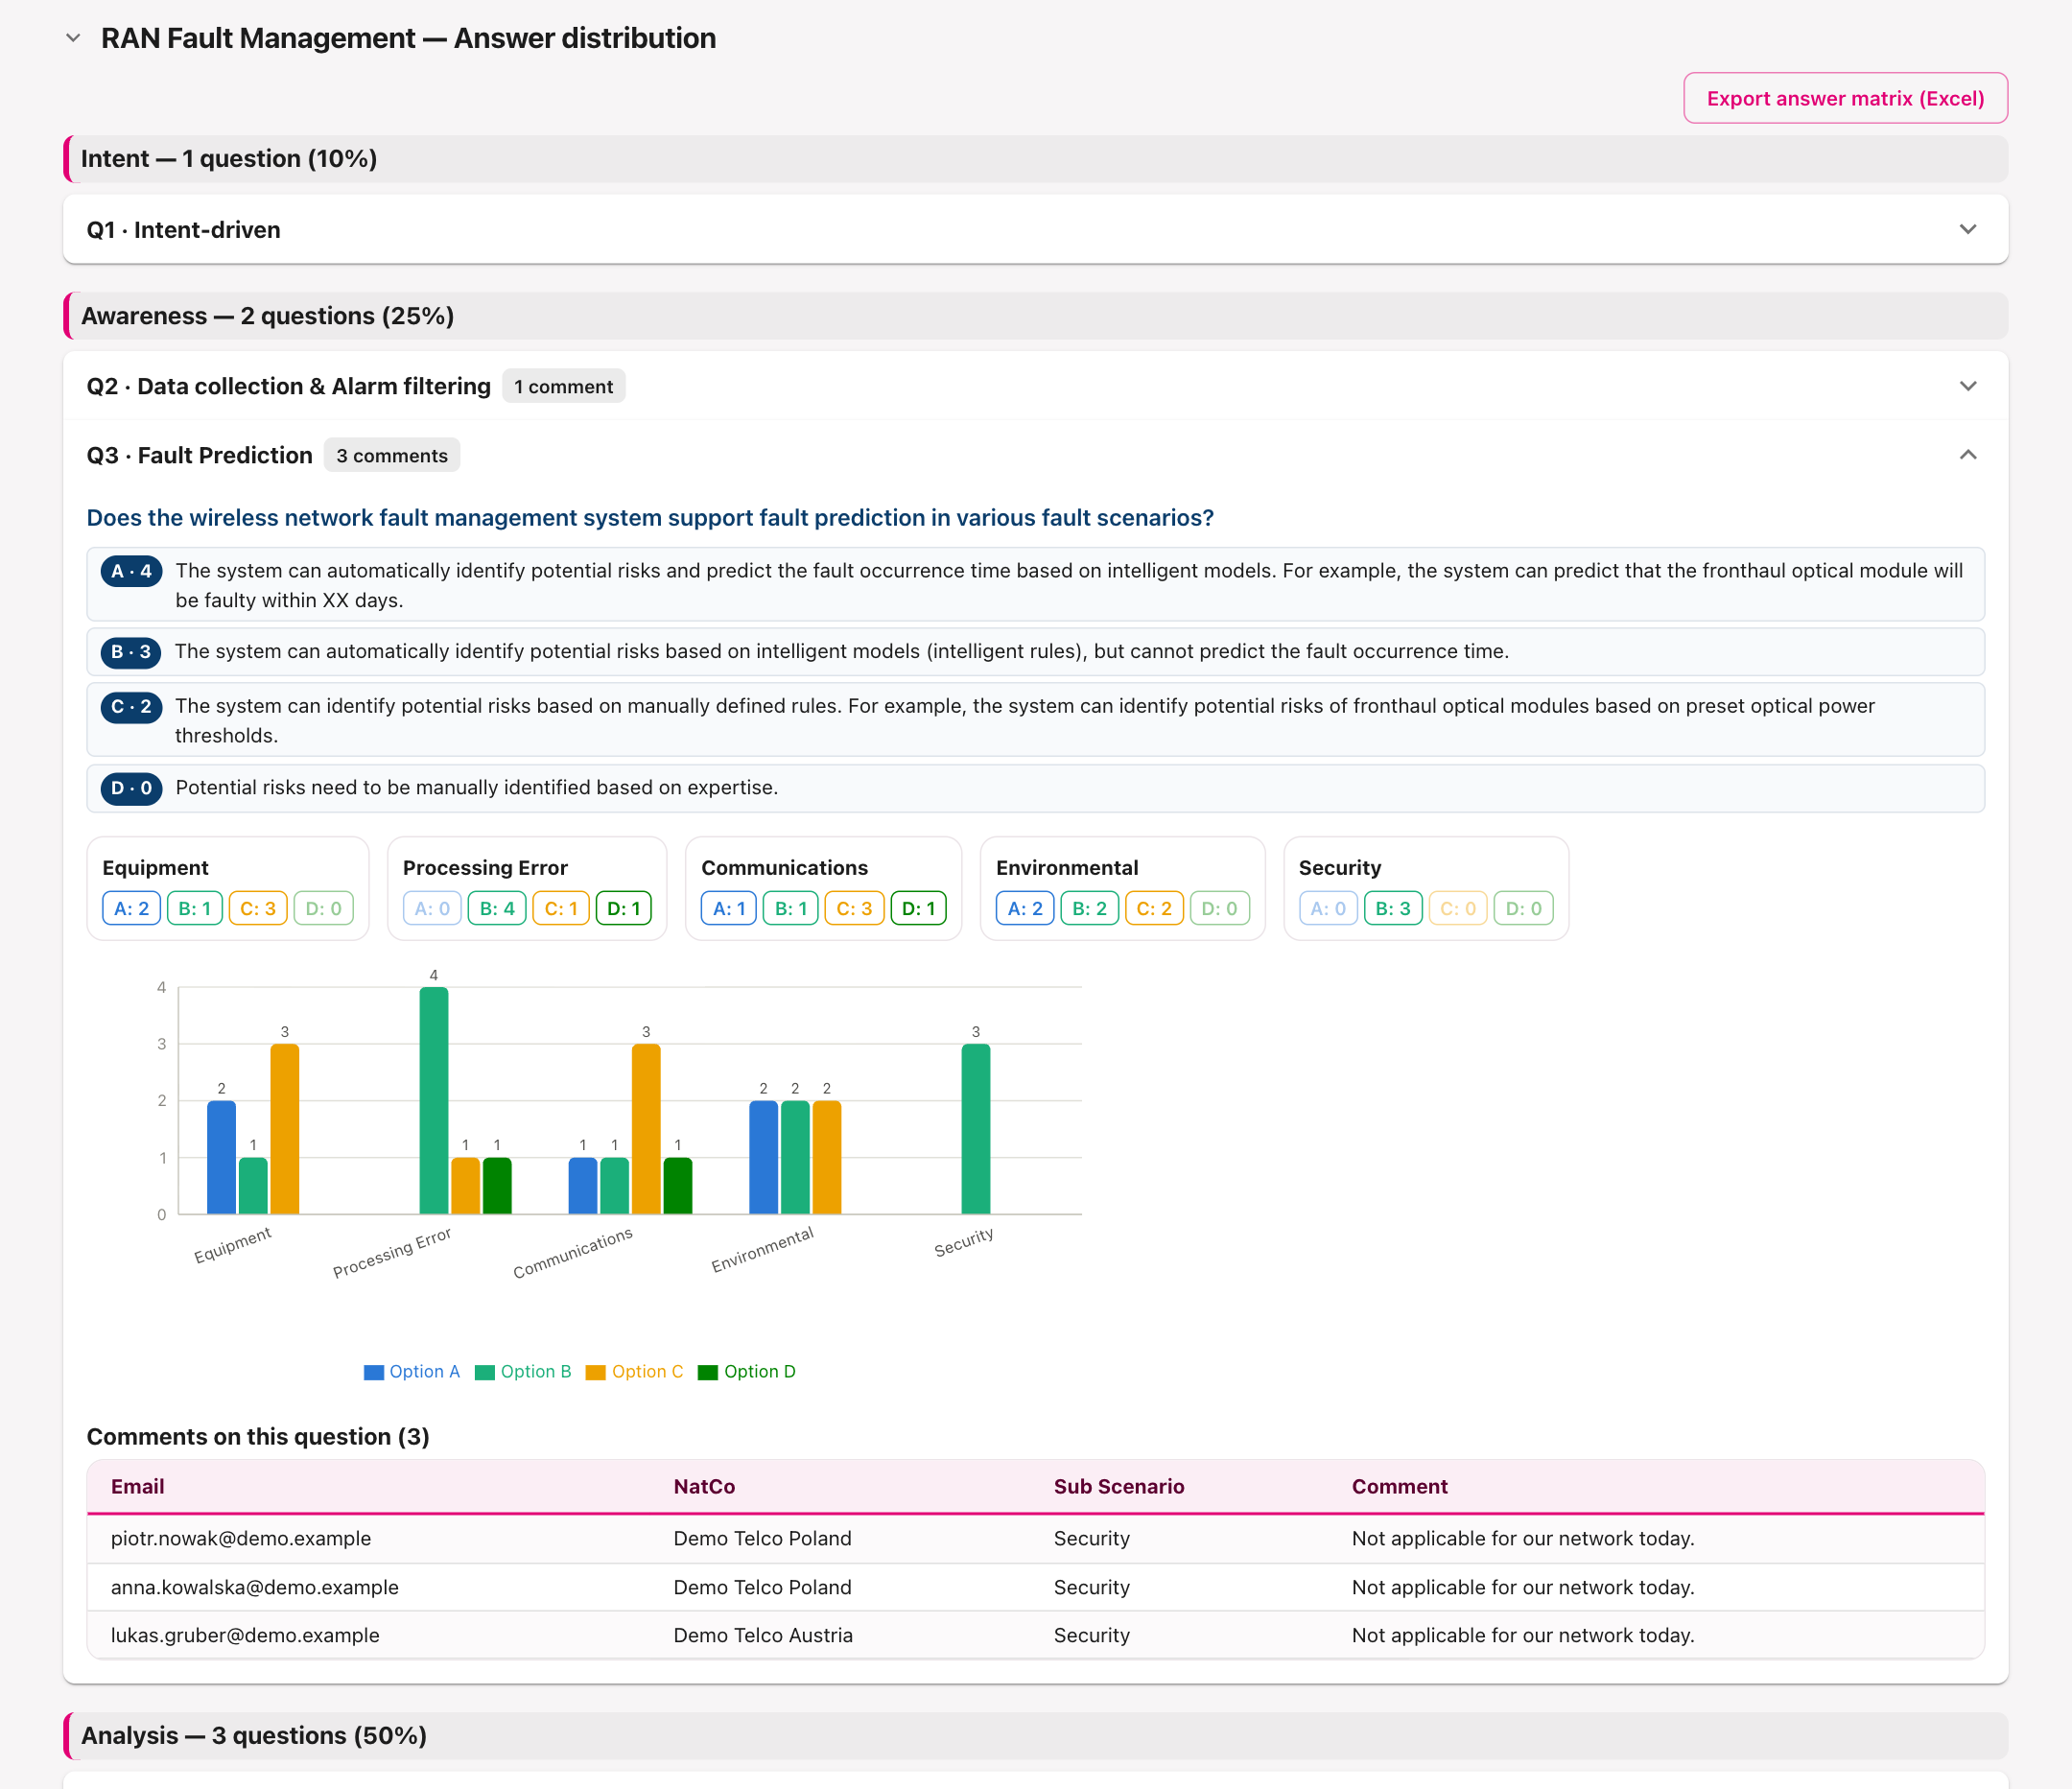 RAN Fault Management — Answer distribution
Export answer matrix (Excel)
Intent — 1 question (10%)
Q1 · Intent-driven
Awareness — 2 questions (25%)
Q2 · Data collection & Alarm filtering 1 comment
Q3 · Fault Prediction 3 comments
Does the wireless network fault management system support fault prediction in various fault scenarios?
A · 4 The system can automatically identify potential risks and predict the fault occurrence time based on intelligent models. For example, the system can predict that the fronthaul optical module will
be faulty within XX days.
B · 3 The system can automatically identify potential risks based on intelligent models (intelligent rules), but cannot predict the fault occurrence time.
C · 2 The system can identify potential risks based on manually defined rules. For example, the system can identify potential risks of fronthaul optical modules based on preset optical power
thresholds.
D · 0 Potential risks need to be manually identified based on expertise.
Equipment Processing Error Communications Environmental Security
A: 2 B: 1 C: 3 D: 0 A: 0 B: 4 C: 1 D: 1 A: 1 B: 1 C: 3 D: 1 A: 2 B: 2 C: 2 D: 0 A: 0 B: 3 C: 0 D: 0
4
4
3 3 3 3
2 2 2 2 2
1 1 1 1 1 1 1
0
Equipment Processing Error Communications Environmental Security
Option A Option B Option C Option D
Comments on this question (3)
Email NatCo Sub Scenario Comment
piotr.nowak@demo.example Demo Telco Poland Security Not applicable for our network today.
anna.kowalska@demo.example Demo Telco Poland Security Not applicable for our network today.
lukas.gruber@demo.example Demo Telco Austria Security Not applicable for our network today.
Analysis — 3 questions (50%)